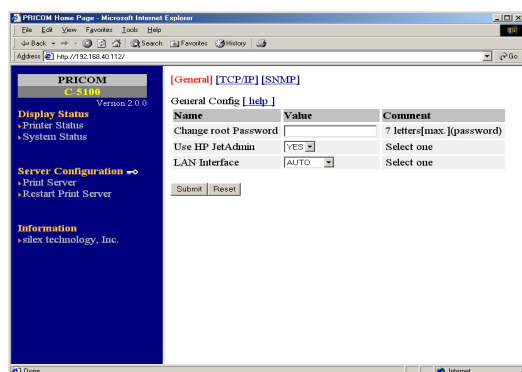 PRICOM Home Page - Microsoft Internet Explorer
File Edit View Favorites Tools Help
Back Search Favorites History
Address http://192.168.40.112/ Go
PRICOM
C-5100
Version 2.0.0
Display Status
Printer Status
System Status
Server Configuration
Print Server
Restart Print Server
Information
silex technology, Inc.
[General] [TCP/IP] [SNMP]
General Config [ help ]
Name Value Comment
Change root Password 7 letters[max.](password)
Use HP JetAdmin YES Select one
LAN Interface AUTO Select one
Submit Reset
Done Internet